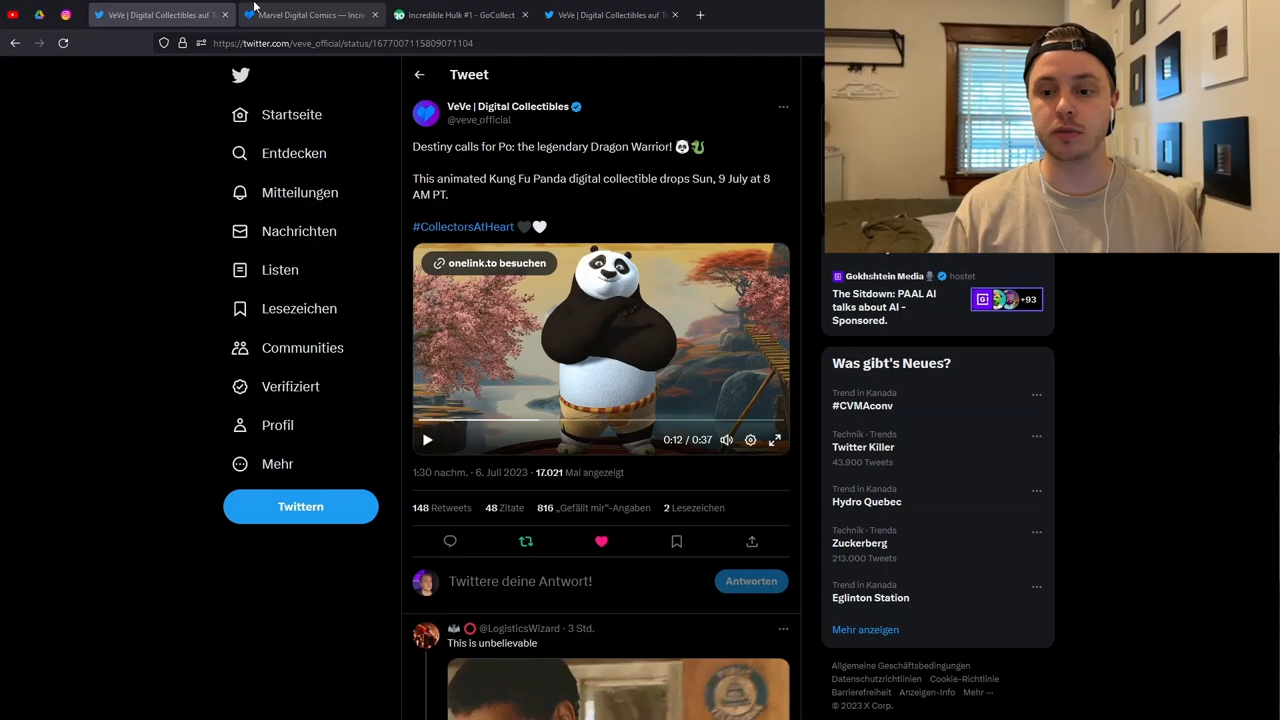 VeVe | Digital Collectibles auf T
Marvel Digital Comics — Incre
Incredible Hulk #1 - GoCollect
VeVe | Digital Collectibles auf T
https://twitter.com/veve_official/status/1677007115809071104
Startseite
Entdecken
Mitteilungen
Nachrichten
Listen
Lesezeichen
Communities
Verifiziert
Profil
Mehr
Twittern
Tweet
VeVe | Digital Collectibles
@veve_official
Destiny calls for Po: the legendary Dragon Warrior! 🐼🐉
This animated Kung Fu Panda digital collectible drops Sun, 9 July at 8
AM PT.
#CollectorsAtHeart 🖤🤍
onelink.to besuchen
0:12 / 0:37
1:30 nachm. · 6. Juli 2023 · 17.021 Mal angezeigt
148 Retweets 48 Zitate 816 „Gefällt mir“-Angaben 2 Lesezeichen
Twittere deine Antwort!
Antworten
@LogisticsWizard · 3 Std.
This is unbelievable
Gokhshtein Media🎙️ hostet
The Sitdown: PAAL AI
talks about AI -
Sponsored.
+93
Was gibt's Neues?
Trend in Kanada
#CVMAconv
Technik · Trends
Twitter Killer
43.900 Tweets
Trend in Kanada
Hydro Quebec
Technik · Trends
Zuckerberg
213.000 Tweets
Trend in Kanada
Eglinton Station
Mehr anzeigen
Allgemeine Geschäftsbedingungen
Datenschutzrichtlinien Cookie-Richtlinie
Barrierefreiheit Anzeigen-Info Mehr ···
© 2023 X Corp.